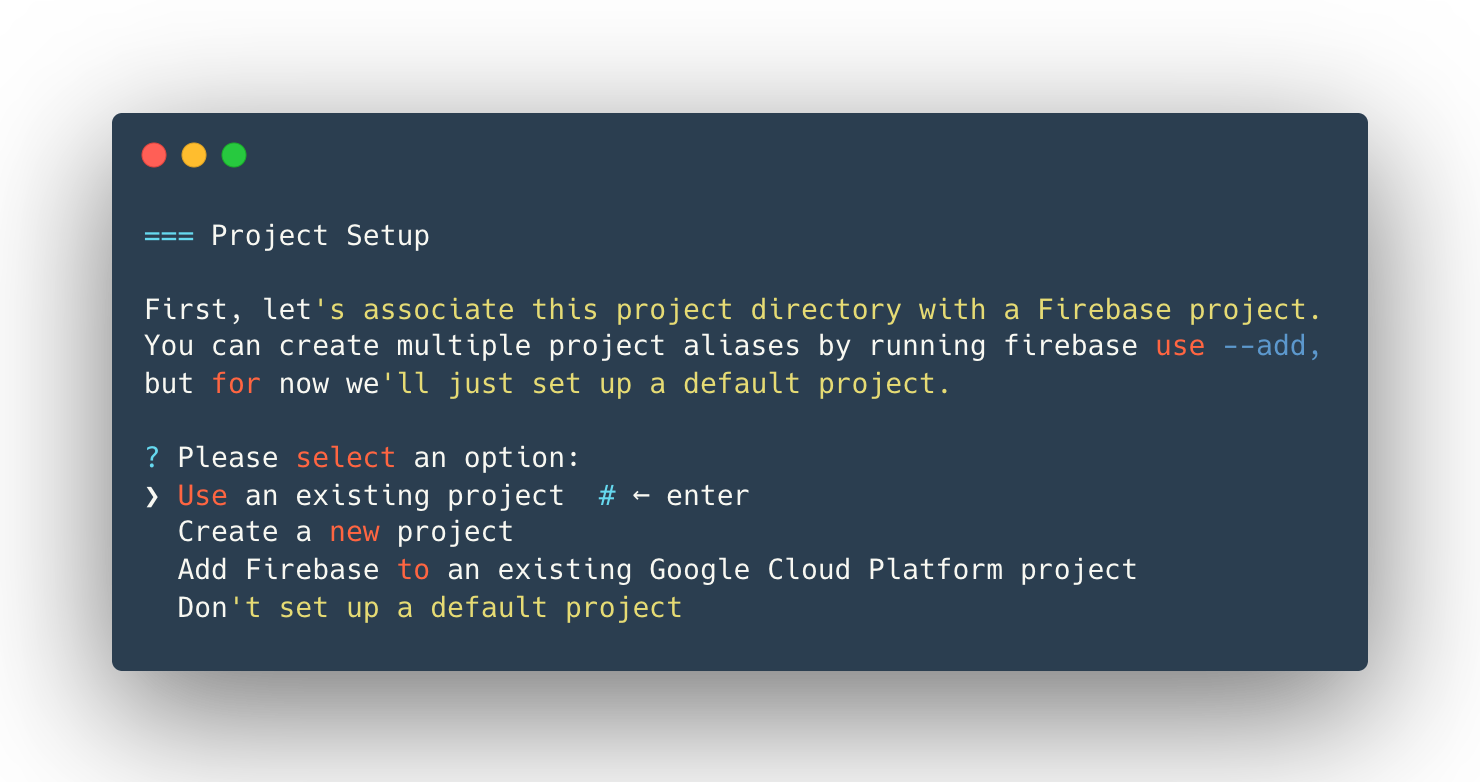 === Project Setup
First, let's associate this project directory with a Firebase project.
You can create multiple project aliases by running firebase use --add,
but for now we'll just set up a default project.
? Please select an option:
❯ Use an existing project  # ← enter
Create a new project
Add Firebase to an existing Google Cloud Platform project
Don't set up a default project